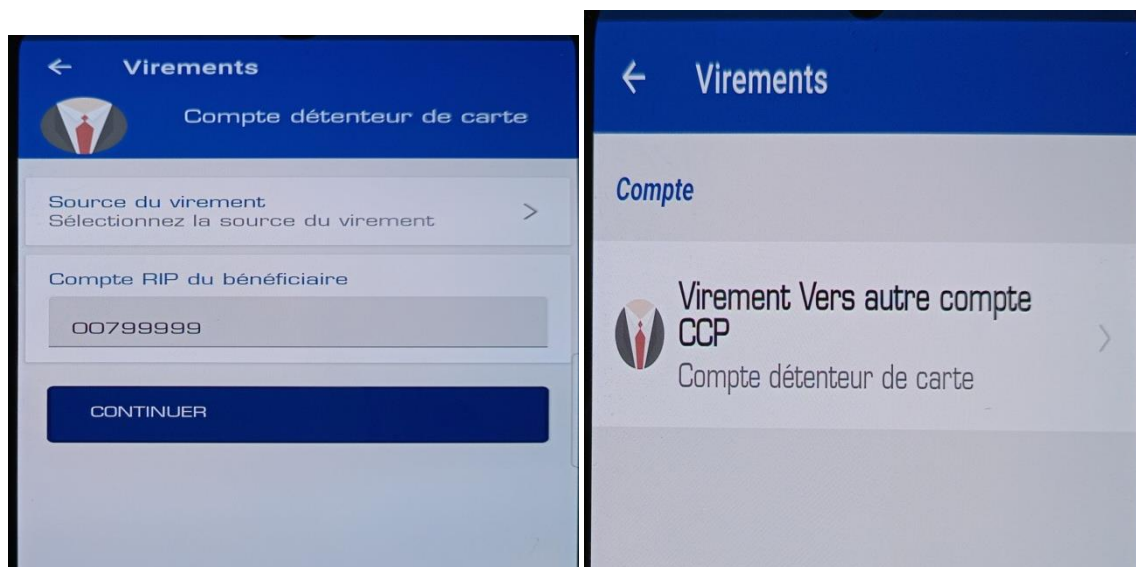 Virements
Compte détenteur de carte
Source du virement
Sélectionnez la source du virement
Compte RIP du bénéficiaire
00799999
CONTINUER
Virements
Compte
Virement Vers autre compte
CCP
Compte détenteur de carte